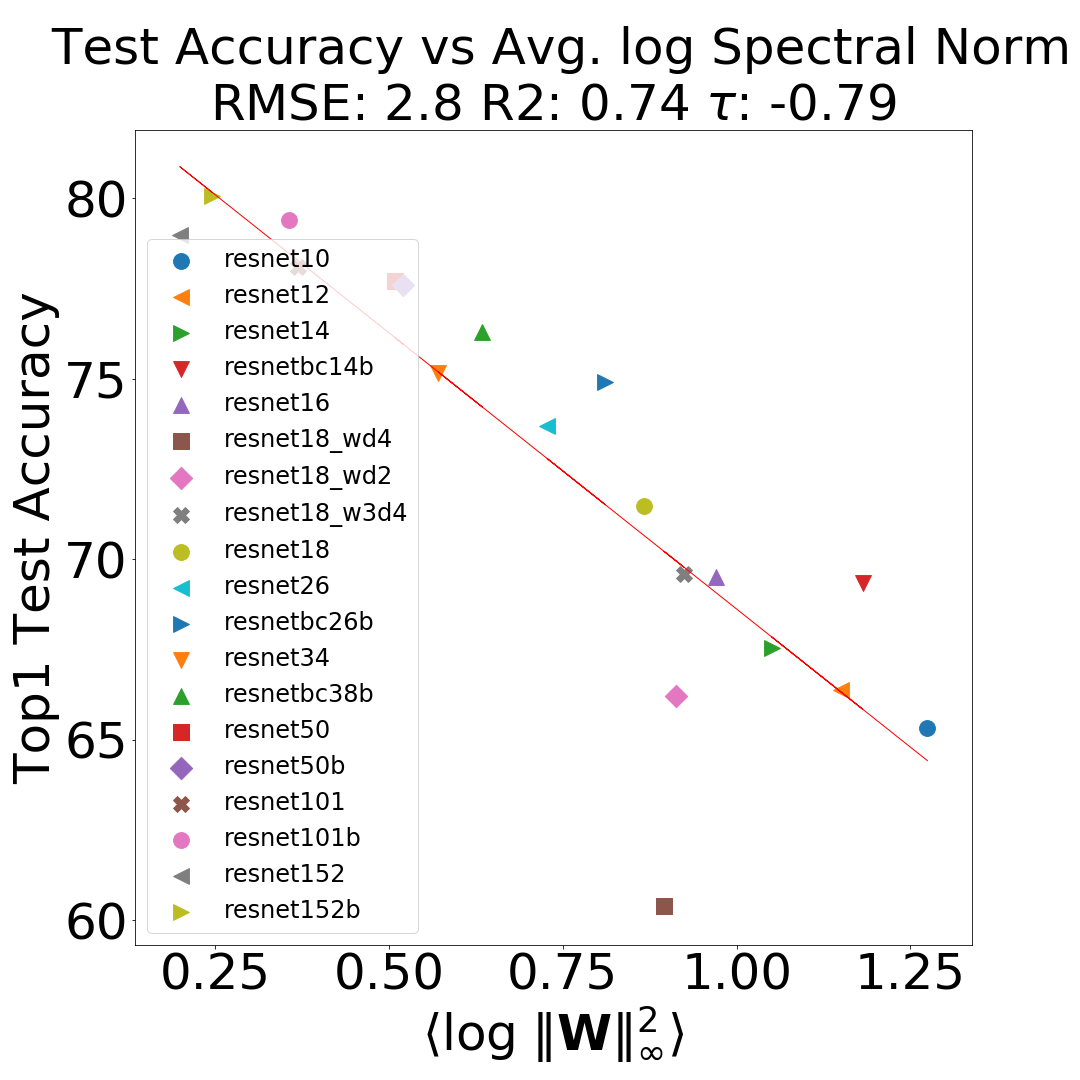 Test Accuracy vs Avg. log Spectral Norm
RMSE: 2.8 R2: 0.74 τ: -0.79
Top1 Test Accuracy
80
75
70
65
60
resnet10
resnet12
resnet14
resnetbc14b
resnet16
resnet18_wd4
resnet18_wd2
resnet18_w3d4
resnet18
resnet26
resnetbc26b
resnet34
resnetbc38b
resnet50
resnet50b
resnet101
resnet101b
resnet152
resnet152b
0.25 0.50 0.75 1.00 1.25
⟨log ‖W‖²∞⟩